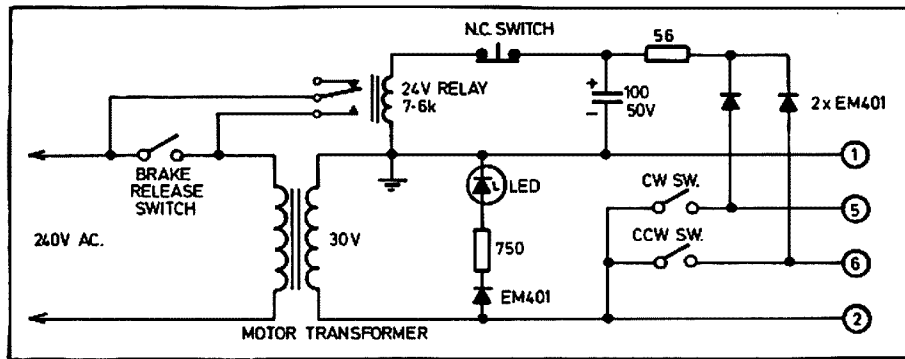 N.C. SWITCH
56
24V RELAY
7·6k
+
100
50V
−
2x EM401
1
BRAKE
RELEASE
SWITCH
LED
CW SW.
5
240V AC.
30V
750
CCW SW.
6
EM401
2
MOTOR TRANSFORMER